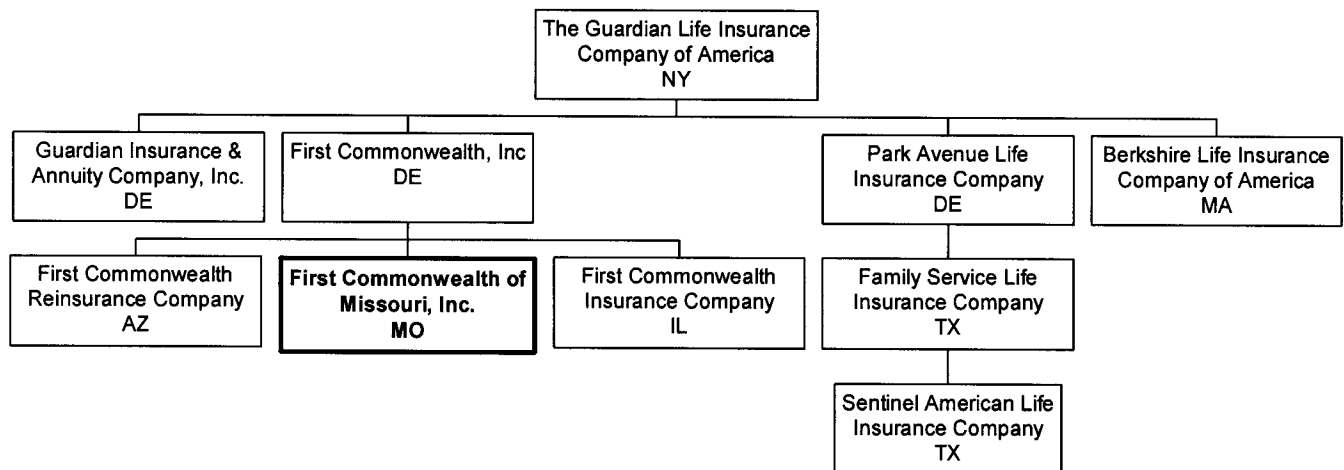 The Guardian Life Insurance
Company of America
NY
Guardian Insurance &
Annuity Company, Inc.
DE
First Commonwealth, Inc
DE
Park Avenue Life
Insurance Company
DE
Berkshire Life Insurance
Company of America
MA
First Commonwealth
Reinsurance Company
AZ
First Commonwealth of
Missouri, Inc.
MO
First Commonwealth
Insurance Company
IL
Family Service Life
Insurance Company
TX
Sentinel American Life
Insurance Company
TX